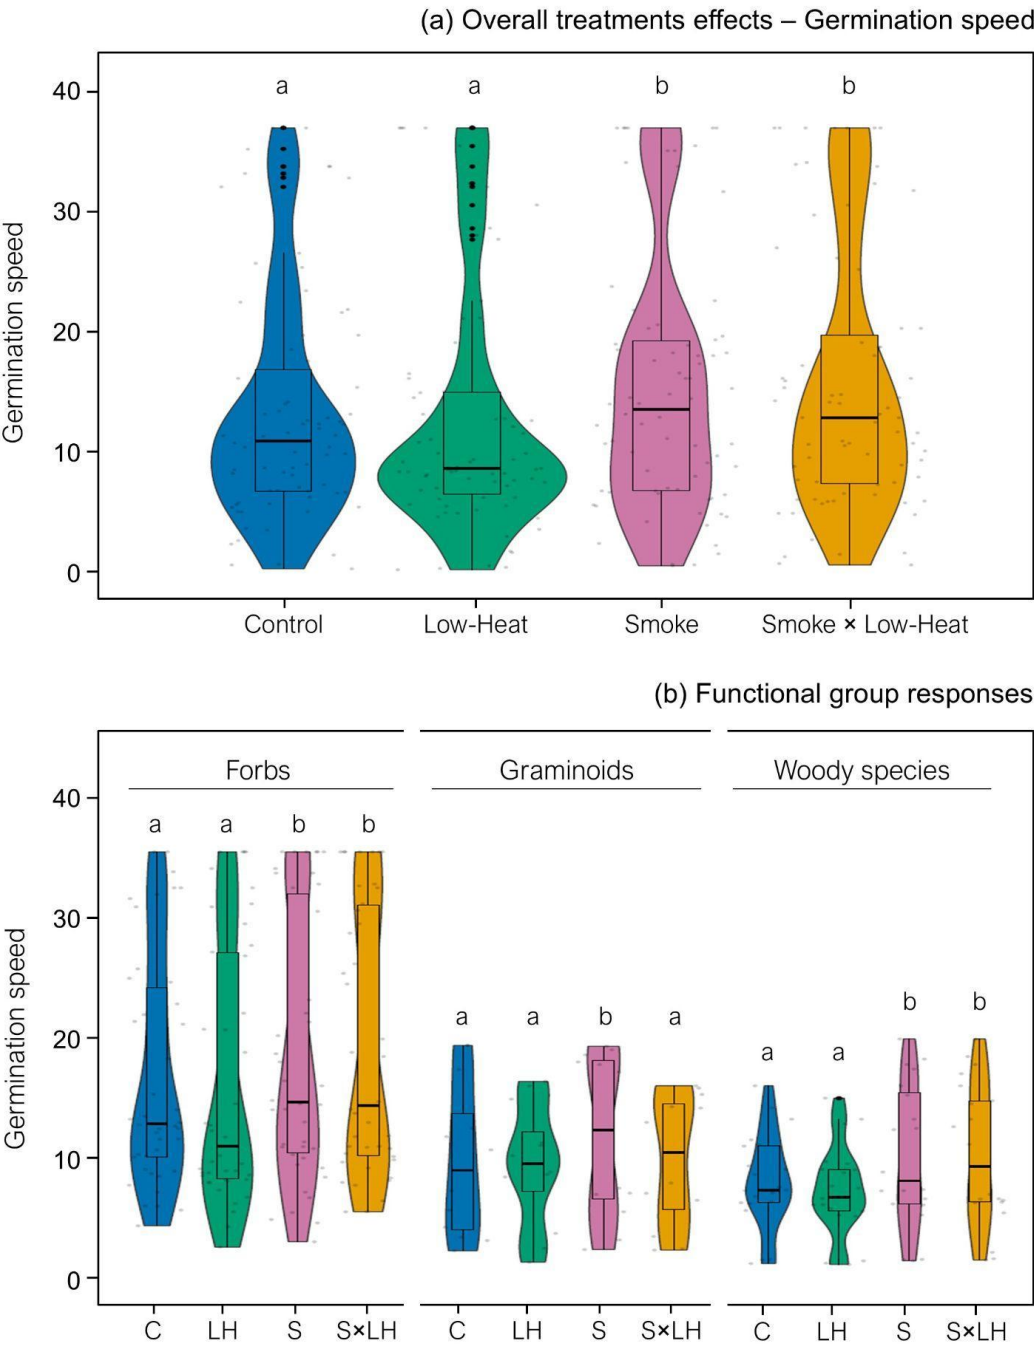 (a) Overall treatments effects – Germination speed
40
a a b b
30
20
10
0
Germination speed
Control Low-Heat Smoke Smoke × Low-Heat
(b) Functional group responses
Forbs Graminoids Woody species
40
a a b b
30
a a b a
a a b b
20
10
0
Germination speed
C LH S S×LH C LH S S×LH C LH S S×LH